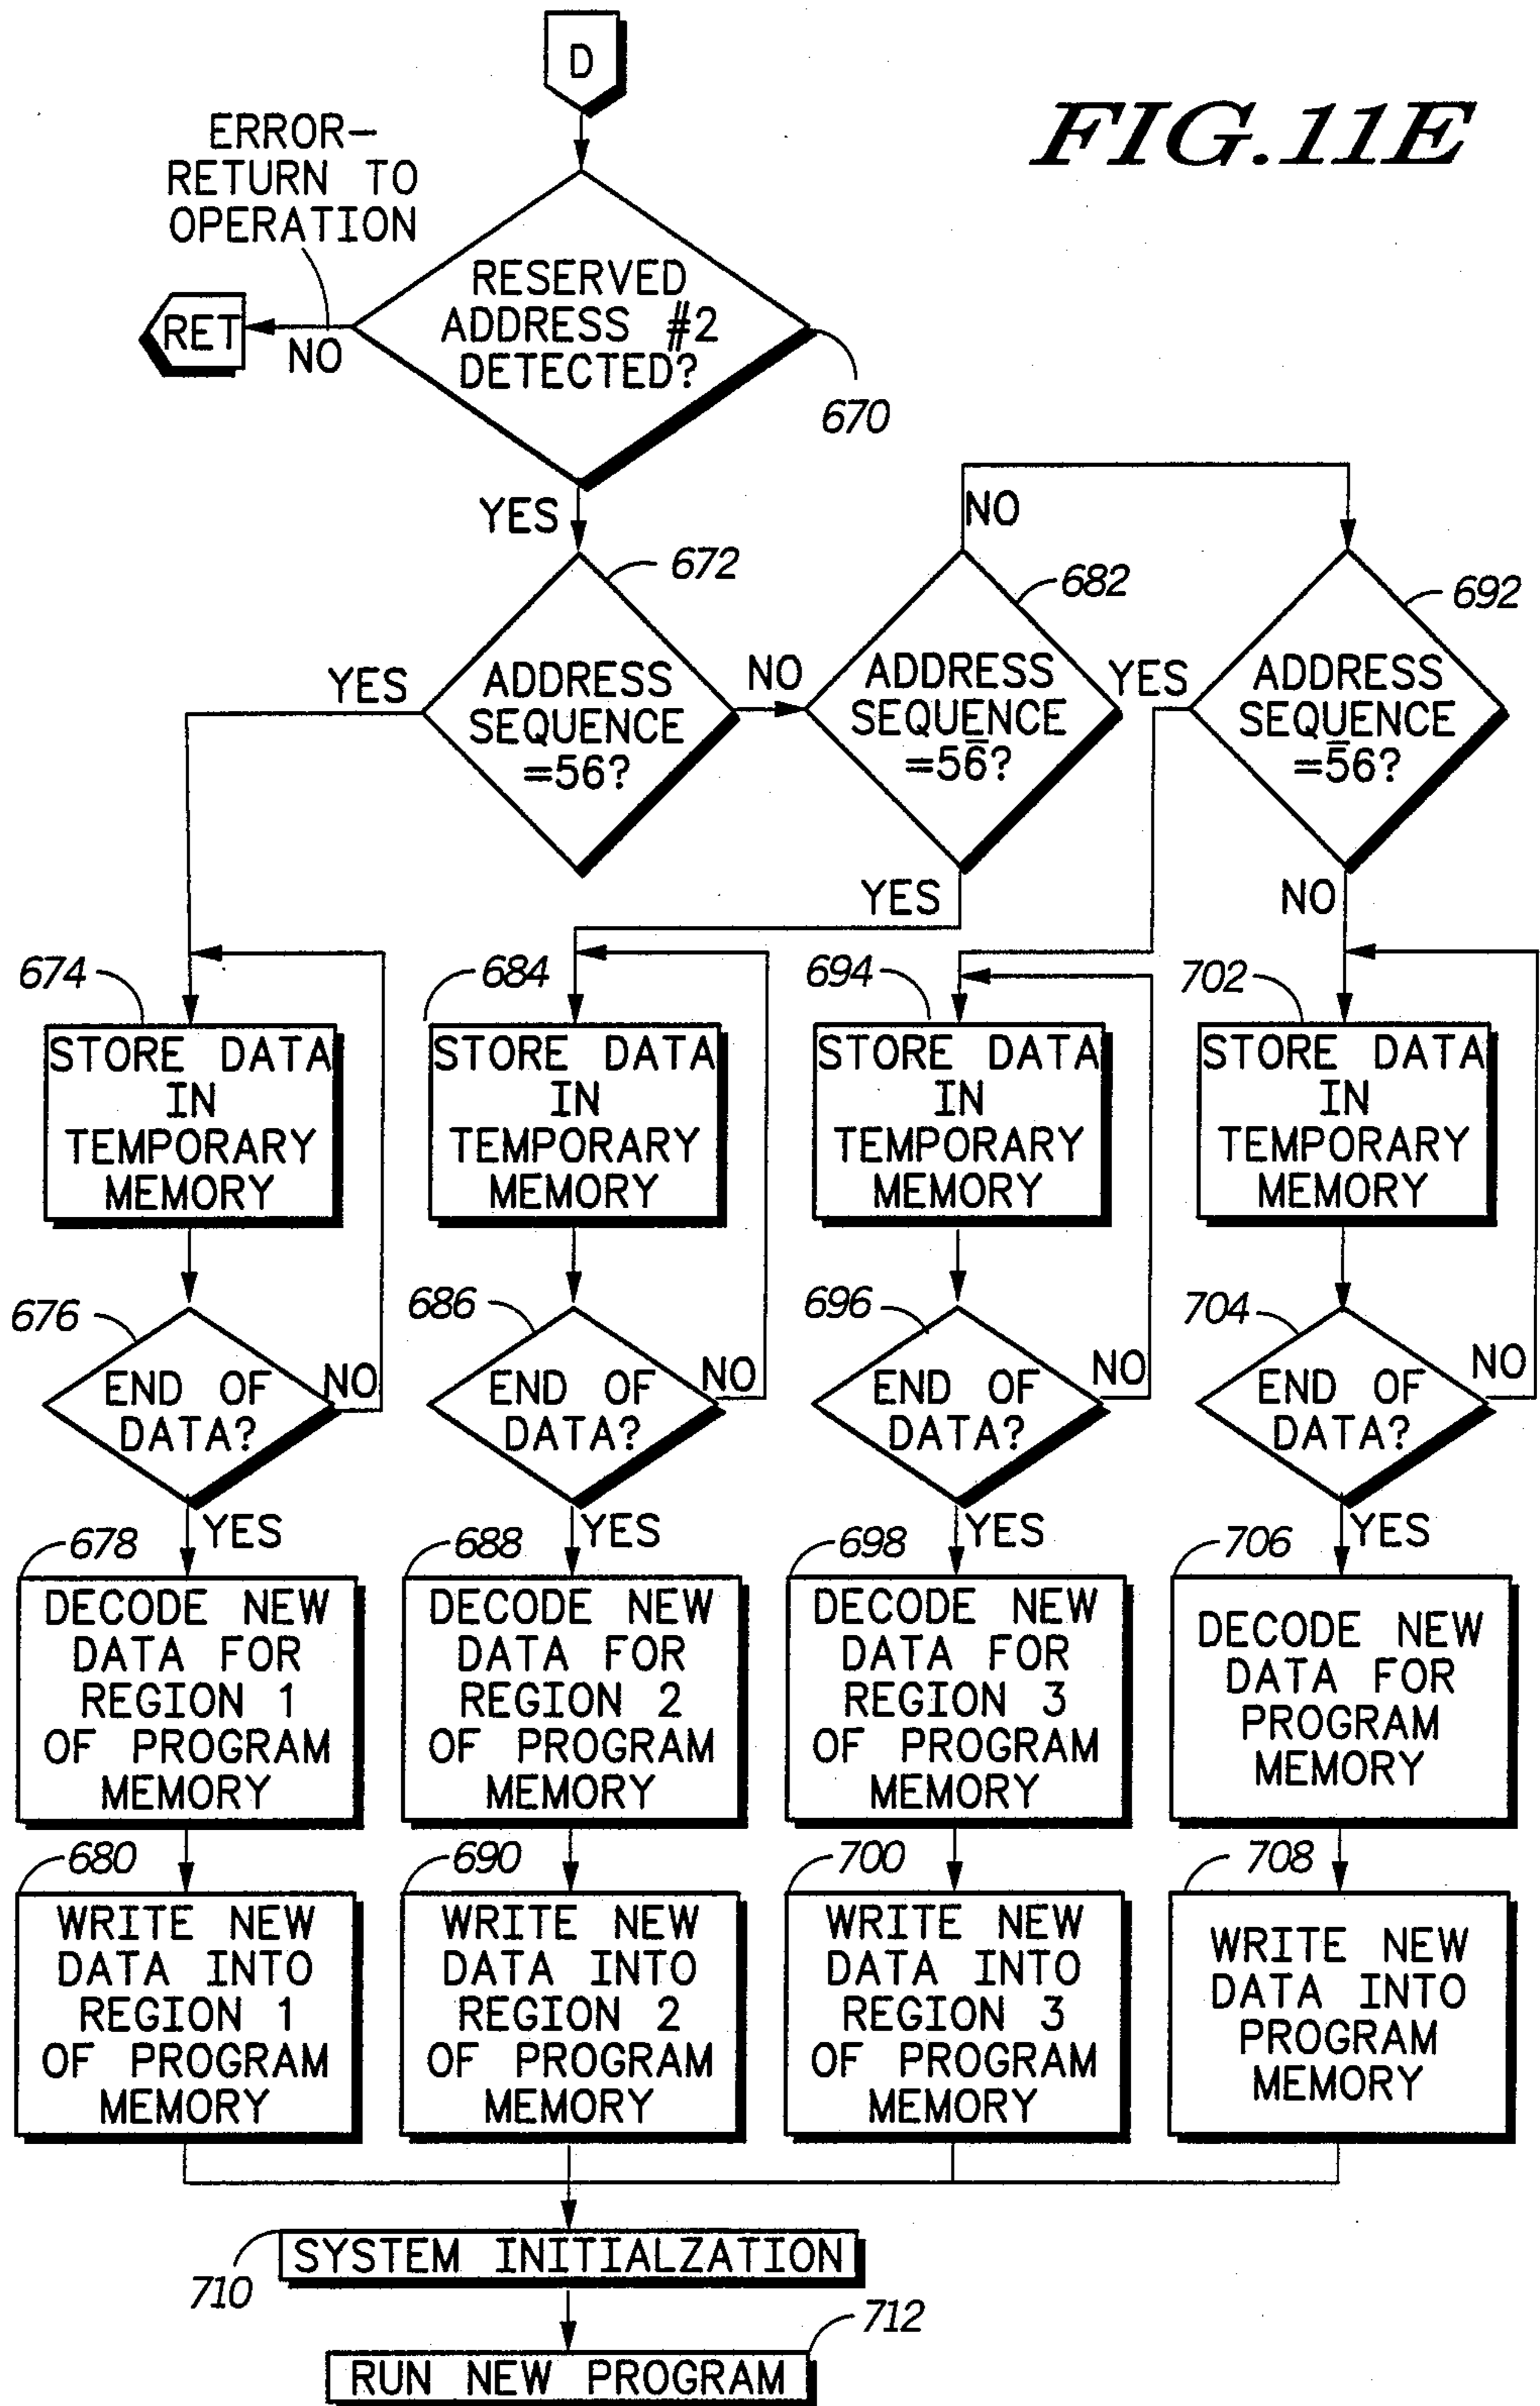 D
FIG.11E
ERROR-
RETURN TO
OPERATION
RESERVED
ADDRESS #2
DETECTED?
RET
NO
670
YES
672
NO
682
692
YES
ADDRESS
SEQUENCE
=56?
NO
ADDRESS
SEQUENCE
=56̅?
YES
ADDRESS
SEQUENCE
=5̅6?
YES
NO
674
684
694
702
STORE DATA
IN
TEMPORARY
MEMORY
STORE DATA
IN
TEMPORARY
MEMORY
STORE DATA
IN
TEMPORARY
MEMORY
STORE DATA
IN
TEMPORARY
MEMORY
676
686
696
704
END OF
DATA?
NO
END OF
DATA?
NO
END OF
DATA?
NO
END OF
DATA?
NO
678
YES
688
YES
698
YES
706
YES
DECODE NEW
DATA FOR
REGION 1
OF PROGRAM
MEMORY
DECODE NEW
DATA FOR
REGION 2
OF PROGRAM
MEMORY
DECODE NEW
DATA FOR
REGION 3
OF PROGRAM
MEMORY
DECODE NEW
DATA FOR
PROGRAM
MEMORY
680
690
700
708
WRITE NEW
DATA INTO
REGION 1
OF PROGRAM
MEMORY
WRITE NEW
DATA INTO
REGION 2
OF PROGRAM
MEMORY
WRITE NEW
DATA INTO
REGION 3
OF PROGRAM
MEMORY
WRITE NEW
DATA INTO
PROGRAM
MEMORY
SYSTEM INITIALZATION
710
712
RUN NEW PROGRAM